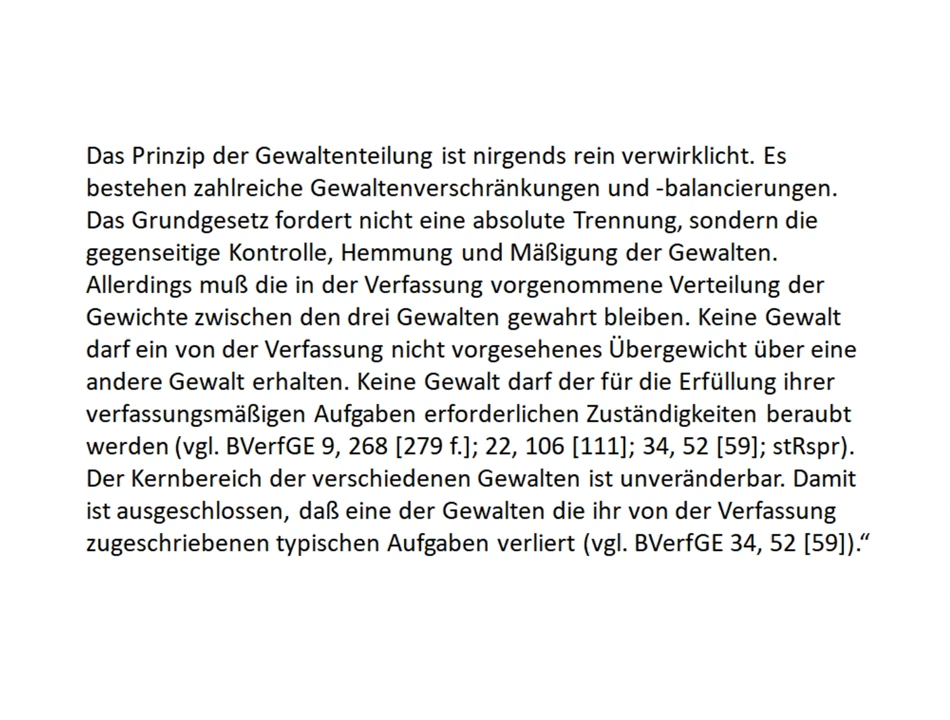 Das Prinzip der Gewaltenteilung ist nirgends rein verwirklicht. Es
bestehen zahlreiche Gewaltenverschränkungen und -balancierungen.
Das Grundgesetz fordert nicht eine absolute Trennung, sondern die
gegenseitige Kontrolle, Hemmung und Mäßigung der Gewalten.
Allerdings muß die in der Verfassung vorgenommene Verteilung der
Gewichte zwischen den drei Gewalten gewahrt bleiben. Keine Gewalt
darf ein von der Verfassung nicht vorgesehenes Übergewicht über eine
andere Gewalt erhalten. Keine Gewalt darf der für die Erfüllung ihrer
verfassungsmäßigen Aufgaben erforderlichen Zuständigkeiten beraubt
werden (vgl. BVerfGE 9, 268 [279 f.]; 22, 106 [111]; 34, 52 [59]; stRspr).
Der Kernbereich der verschiedenen Gewalten ist unveränderbar. Damit
ist ausgeschlossen, daß eine der Gewalten die ihr von der Verfassung
zugeschriebenen typischen Aufgaben verliert (vgl. BVerfGE 34, 52 [59]).“